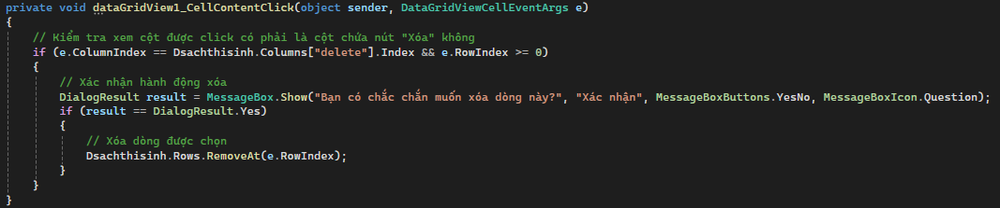 private void dataGridView1_CellContentClick(object sender, DataGridViewCellEventArgs e)
{
    // Kiểm tra xem cột được click có phải là cột chứa nút "Xóa" không
    if (e.ColumnIndex == Dsachthisinh.Columns["delete"].Index && e.RowIndex >= 0)
    {
        // Xác nhận hành động xóa
        DialogResult result = MessageBox.Show("Bạn có chắc chắn muốn xóa dòng này?", "Xác nhận", MessageBoxButtons.YesNo, MessageBoxIcon.Question);
        if (result == DialogResult.Yes)
        {
            // Xóa dòng được chọn
            Dsachthisinh.Rows.RemoveAt(e.RowIndex);
        }
    }
}